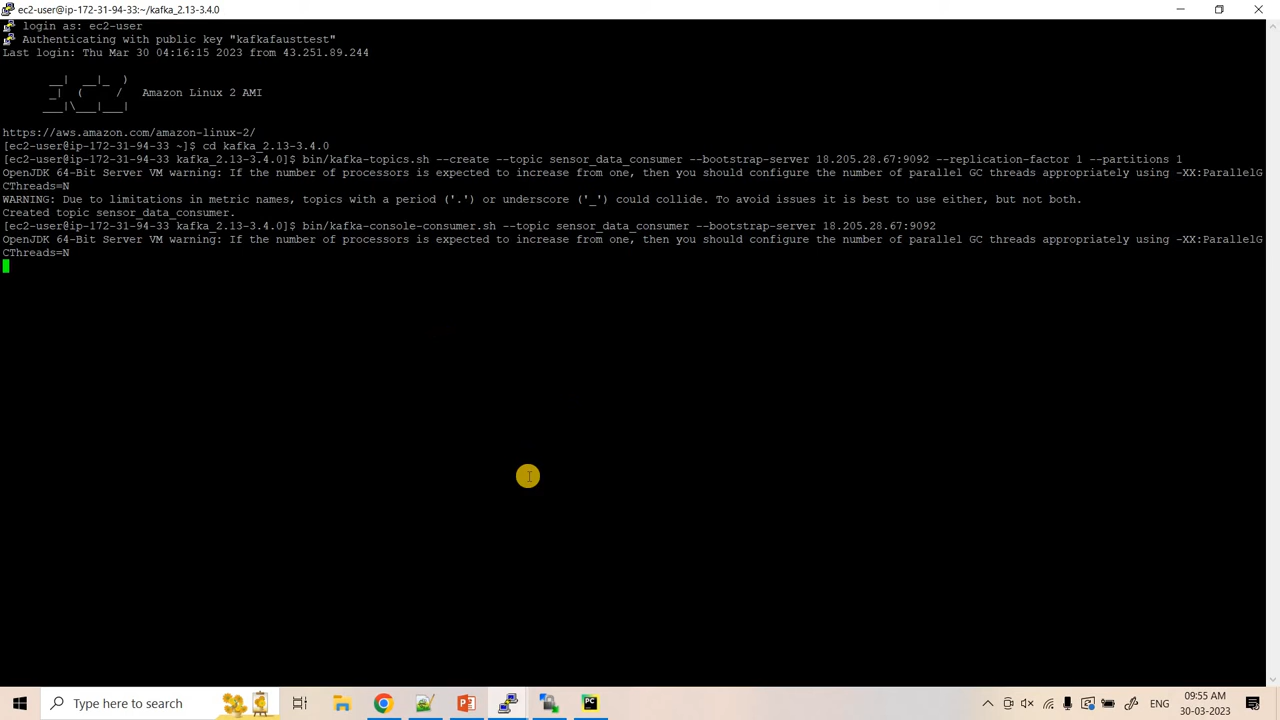 ec2-user@ip-172-31-94-33:~/kafka_2.13-3.4.0
login as: ec2-user
Authenticating with public key "kafkafausttest"
Last login: Thu Mar 30 04:16:15 2023 from 43.251.89.244
__|  __|_  )
_|  (     /   Amazon Linux 2 AMI
___|\___|___|
https://aws.amazon.com/amazon-linux-2/
[ec2-user@ip-172-31-94-33 ~]$ cd kafka_2.13-3.4.0
[ec2-user@ip-172-31-94-33 kafka_2.13-3.4.0]$ bin/kafka-topics.sh --create --topic sensor_data_consumer --bootstrap-server 18.205.28.67:9092 --replication-factor 1 --partitions 1
OpenJDK 64-Bit Server VM warning: If the number of processors is expected to increase from one, then you should configure the number of parallel GC threads appropriately using -XX:ParallelG
CThreads=N
WARNING: Due to limitations in metric names, topics with a period ('.') or underscore ('_') could collide. To avoid issues it is best to use either, but not both.
Created topic sensor_data_consumer.
[ec2-user@ip-172-31-94-33 kafka_2.13-3.4.0]$ bin/kafka-console-consumer.sh --topic sensor_data_consumer --bootstrap-server 18.205.28.67:9092
OpenJDK 64-Bit Server VM warning: If the number of processors is expected to increase from one, then you should configure the number of parallel GC threads appropriately using -XX:ParallelG
CThreads=N
Type here to search
ENG
09:55 AM
30-03-2023